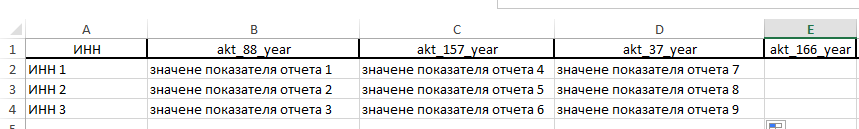 A B C D E
1 ИНН akt_88_year akt_157_year akt_37_year akt_166_year
2 ИНН 1 значене показателя отчета 1 значене показателя отчета 4 значене показателя отчета 7
3 ИНН 2 значене показателя отчета 2 значене показателя отчета 5 значене показателя отчета 8
4 ИНН 3 значене показателя отчета 3 значене показателя отчета 6 значене показателя отчета 9